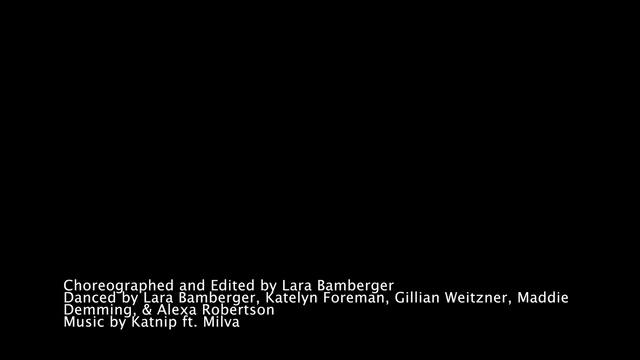 Choreographed and Edited by Lara Bamberger
Danced by Lara Bamberger, Katelyn Foreman, Gillian Weitzner, Maddie
Demming, & Alexa Robertson
Music by Katnip ft. Milva